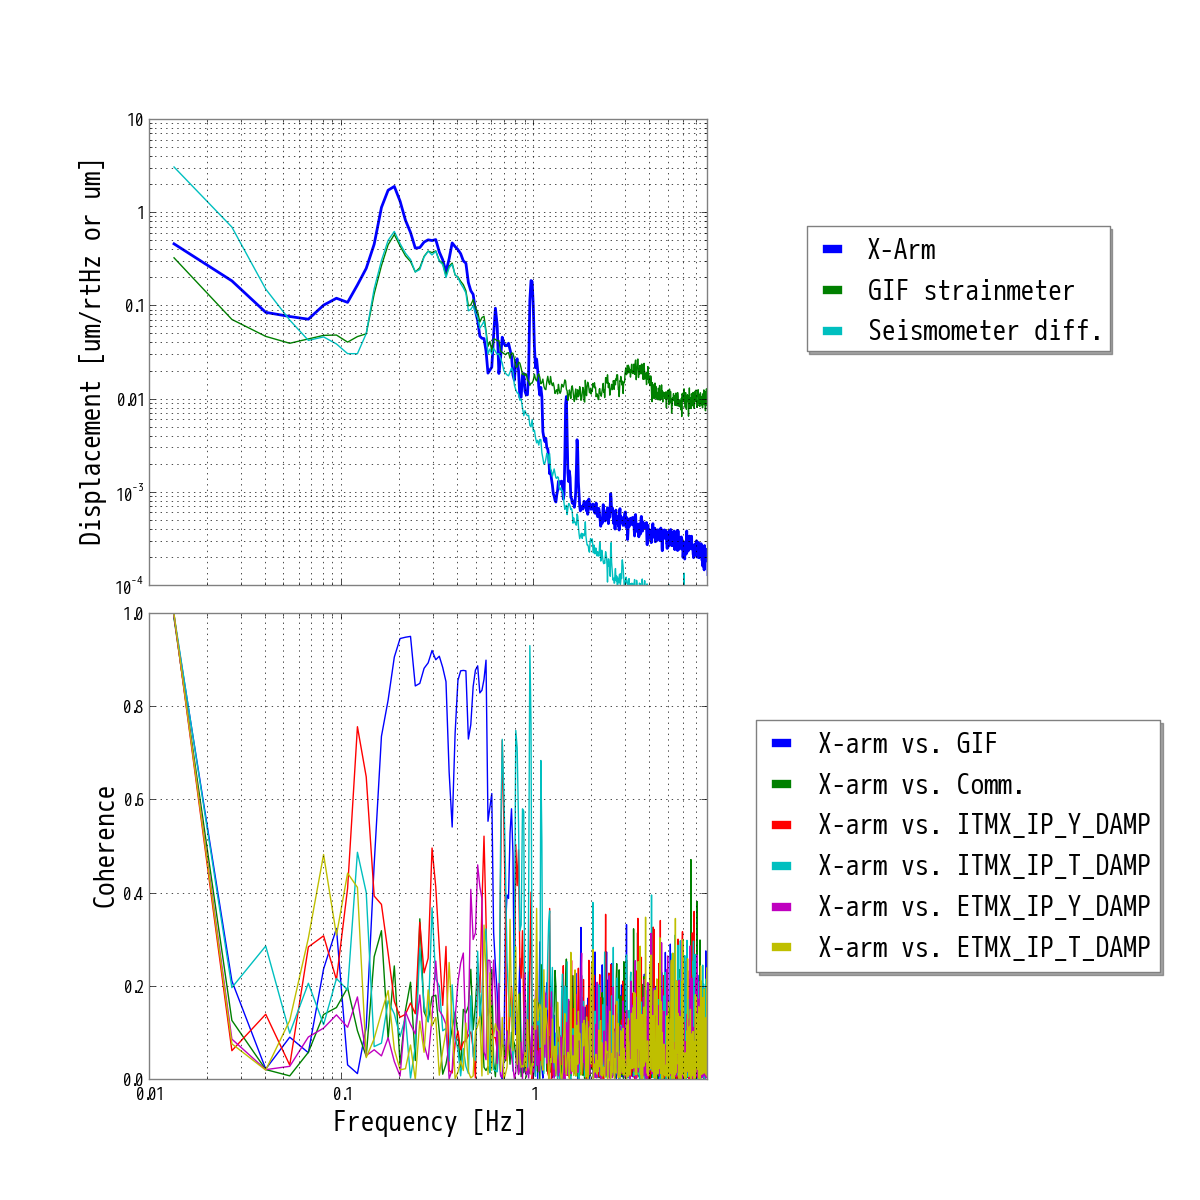 10
1
0.1
0.01
10^-3
10^-4
Displacement [um/rtHz or um]
X-Arm
GIF strainmeter
Seismometer diff.
1.0
0.8
0.6
0.4
0.2
0.0
Coherence
0.01 0.1 1
Frequency [Hz]
X-arm vs. GIF
X-arm vs. Comm.
X-arm vs. ITMX_IP_Y_DAMP
X-arm vs. ITMX_IP_T_DAMP
X-arm vs. ETMX_IP_Y_DAMP
X-arm vs. ETMX_IP_T_DAMP